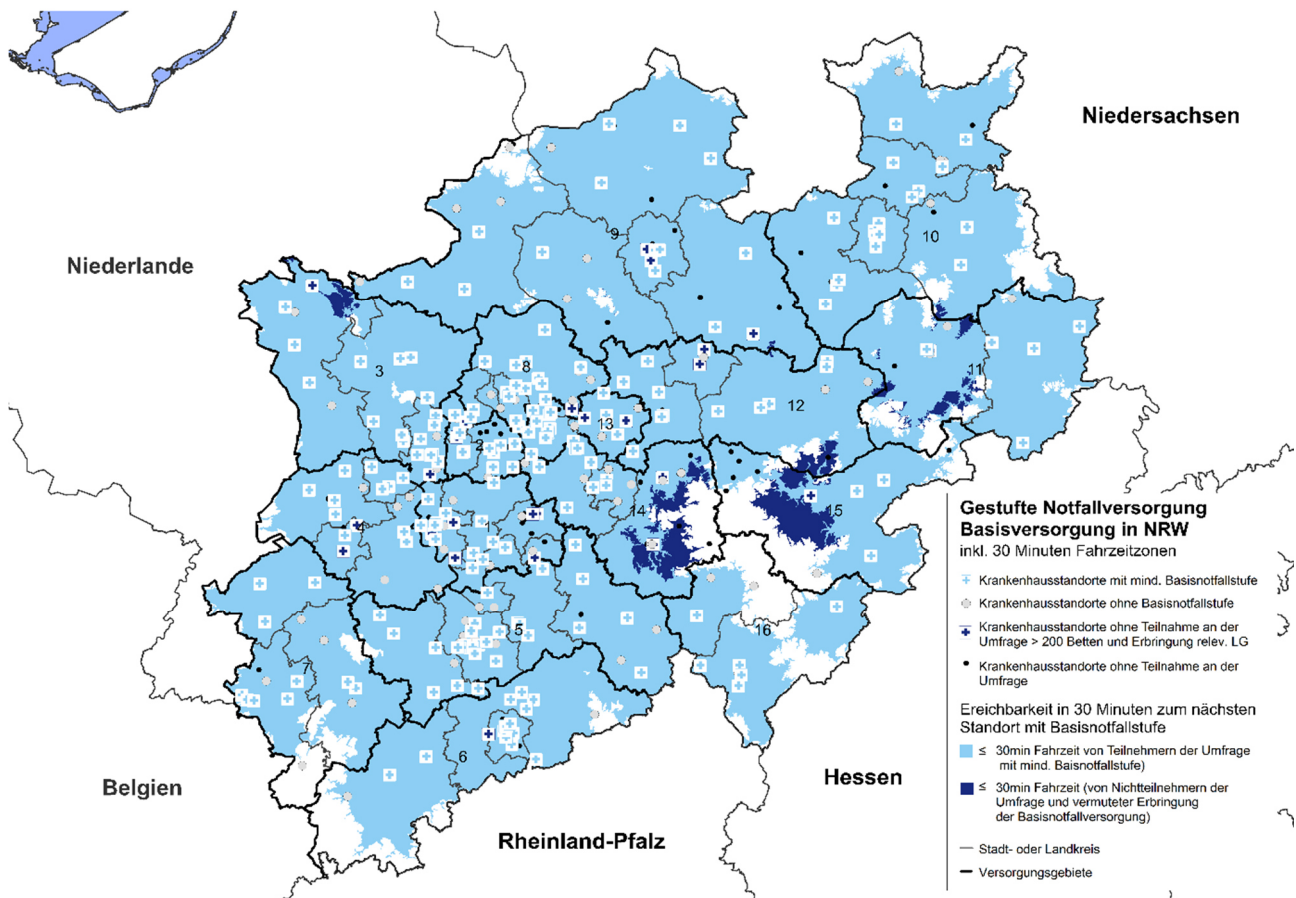 Niedersachsen
Niederlande
9
10
3
8
11
12
13
2
14
15
4
1
5
16
7
6
Belgien
Hessen
Rheinland-Pfalz
Gestufte Notfallversorgung
Basisversorgung in NRW
inkl. 30 Minuten Fahrzeitzonen
Krankenhausstandorte mit mind. Basisnotfallstufe
Krankenhausstandorte ohne Basisnotfallstufe
Krankenhausstandorte ohne Teilnahme an der
Umfrage > 200 Betten und Erbringung relev. LG
Krankenhausstandorte ohne Teilnahme an der
Umfrage
Ereichbarkeit in 30 Minuten zum nächsten
Standort mit Basisnotfallstufe
≤ 30min Fahrzeit von Teilnehmern der Umfrage
mit mind. Baisnotfallstufe)
≤ 30min Fahrzeit (von Nichtteilnehmern der
Umfrage und vermuteter Erbringung
der Basisnotfallversorgung)
Stadt- oder Landkreis
Versorgungsgebiete